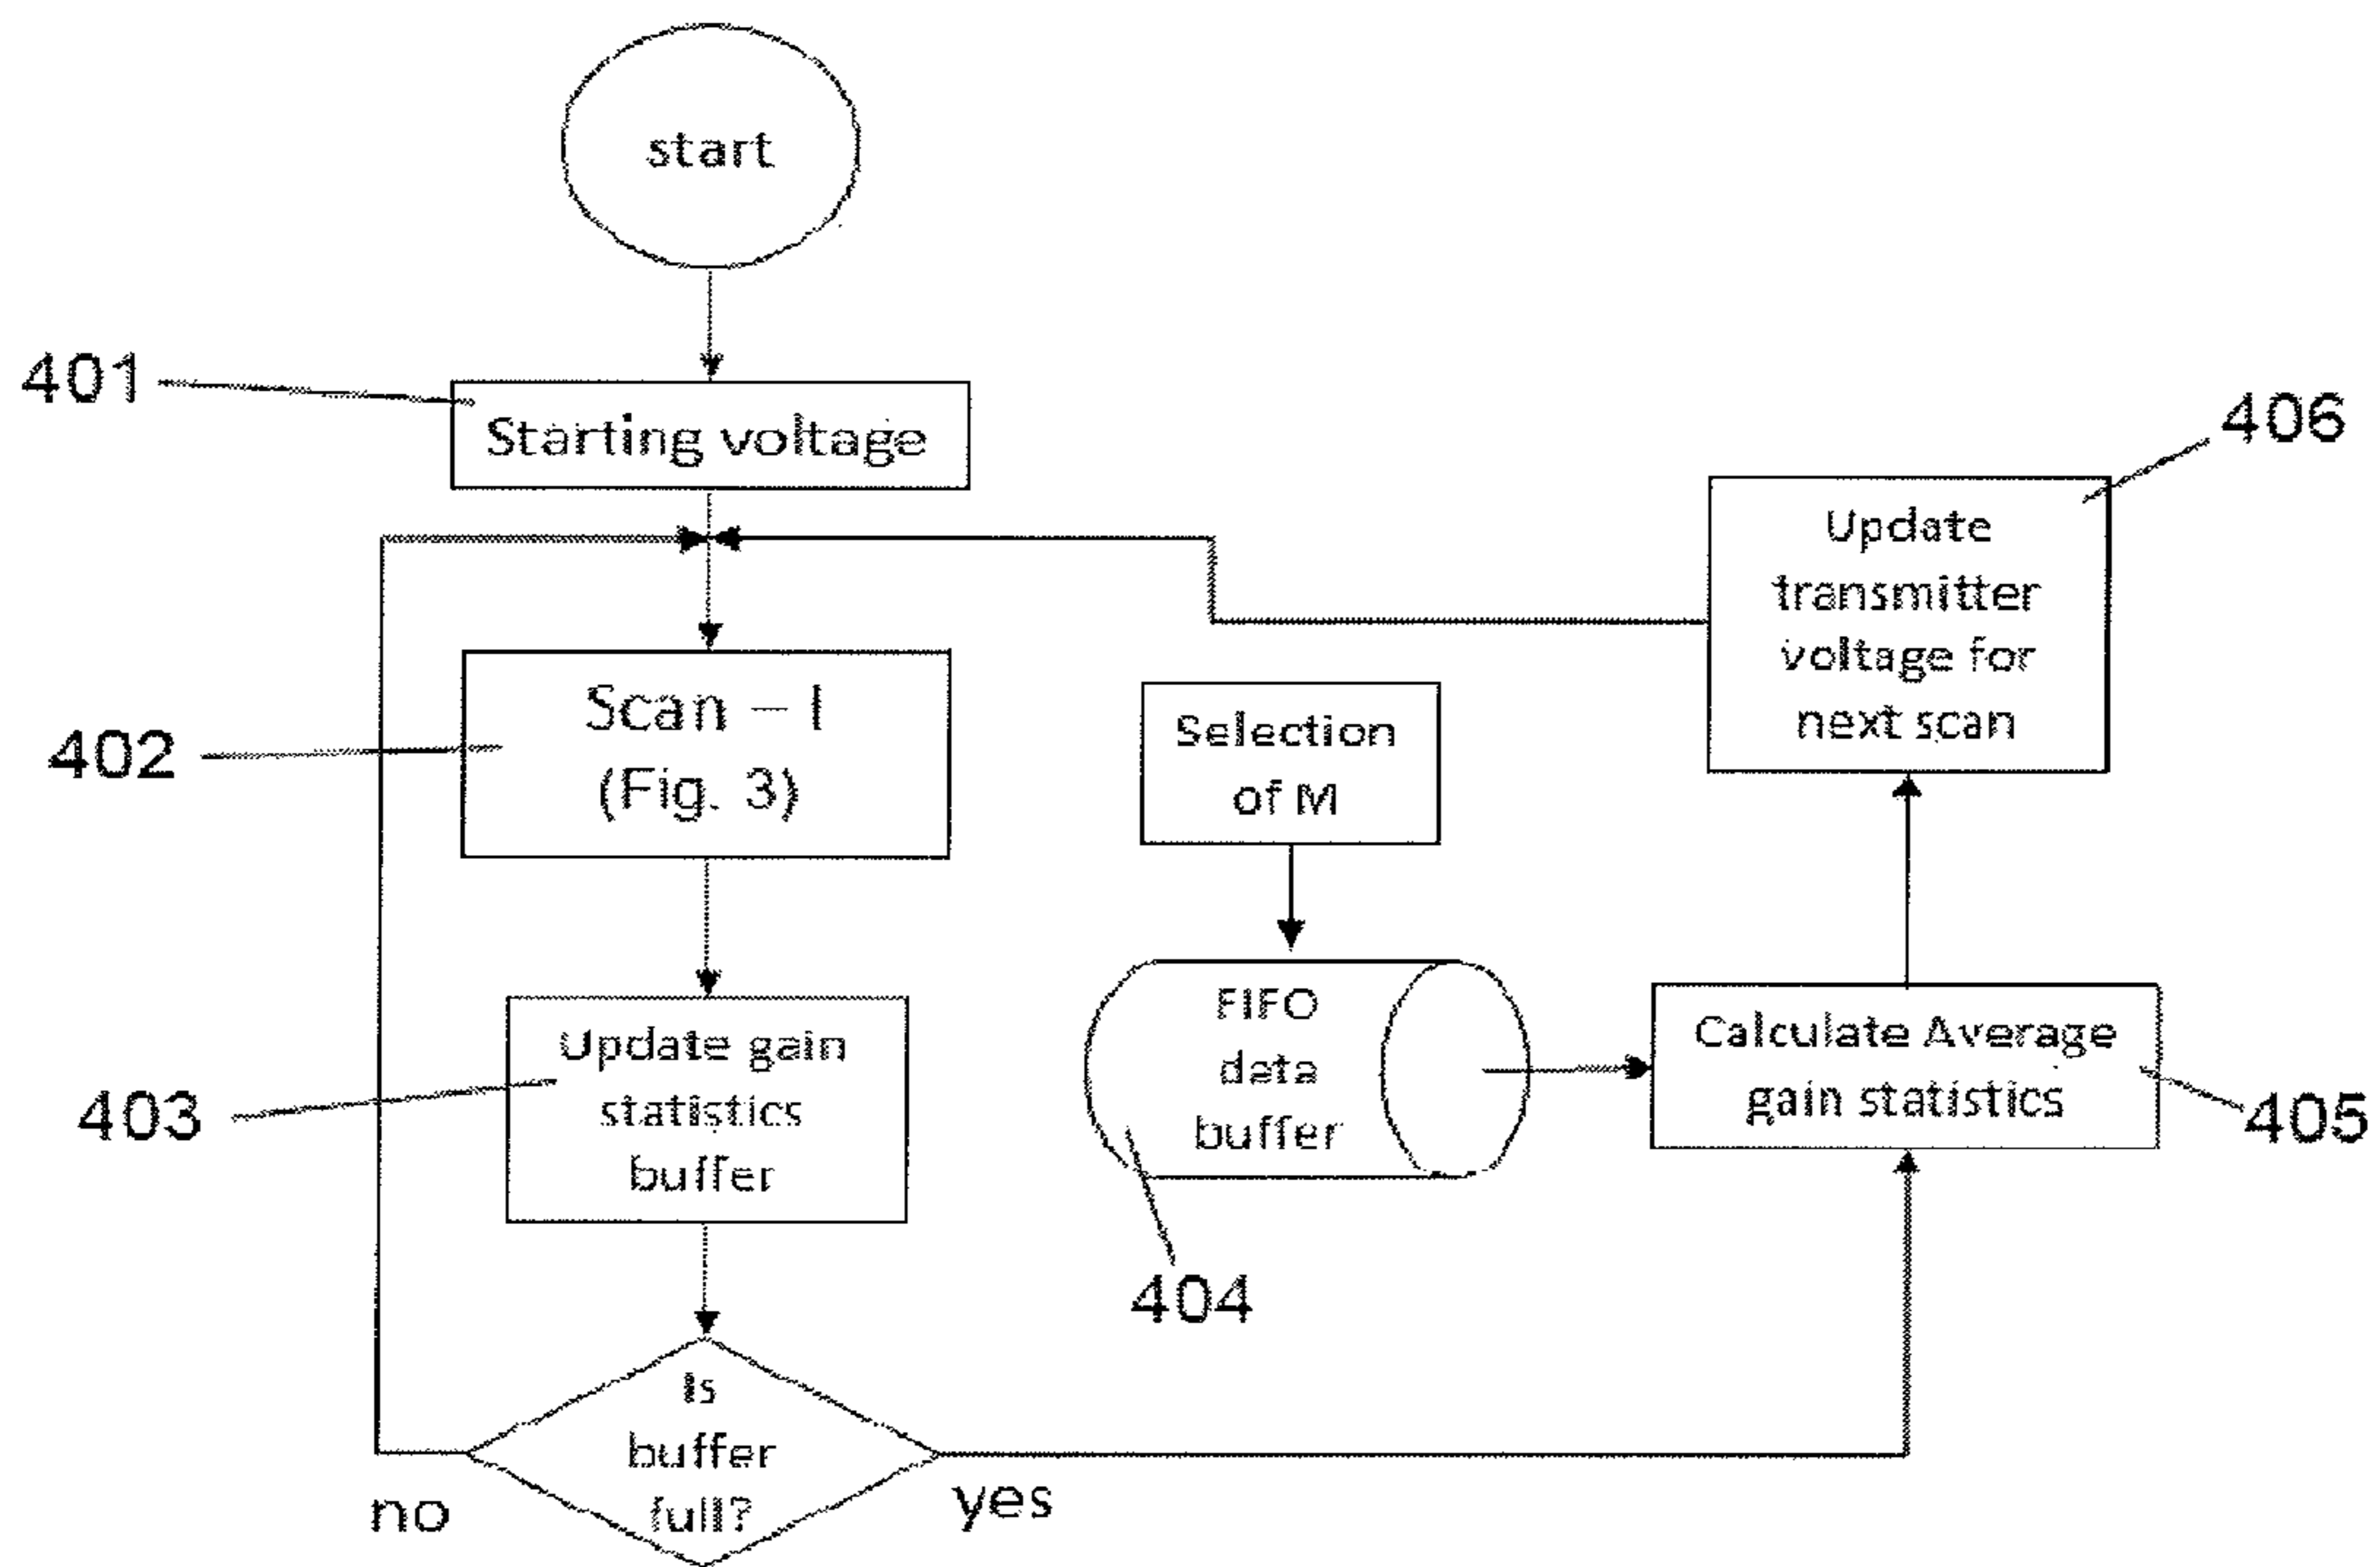 start
401
Starting voltage
406
Update
transmitter
voltage for
next scan
402
Scan – I
(Fig. 3)
Selection
of M
403
Update gain
statistics
buffer
FIFO
data
buffer
404
Calculate Average
gain statistics
405
Is
buffer
full?
no
yes